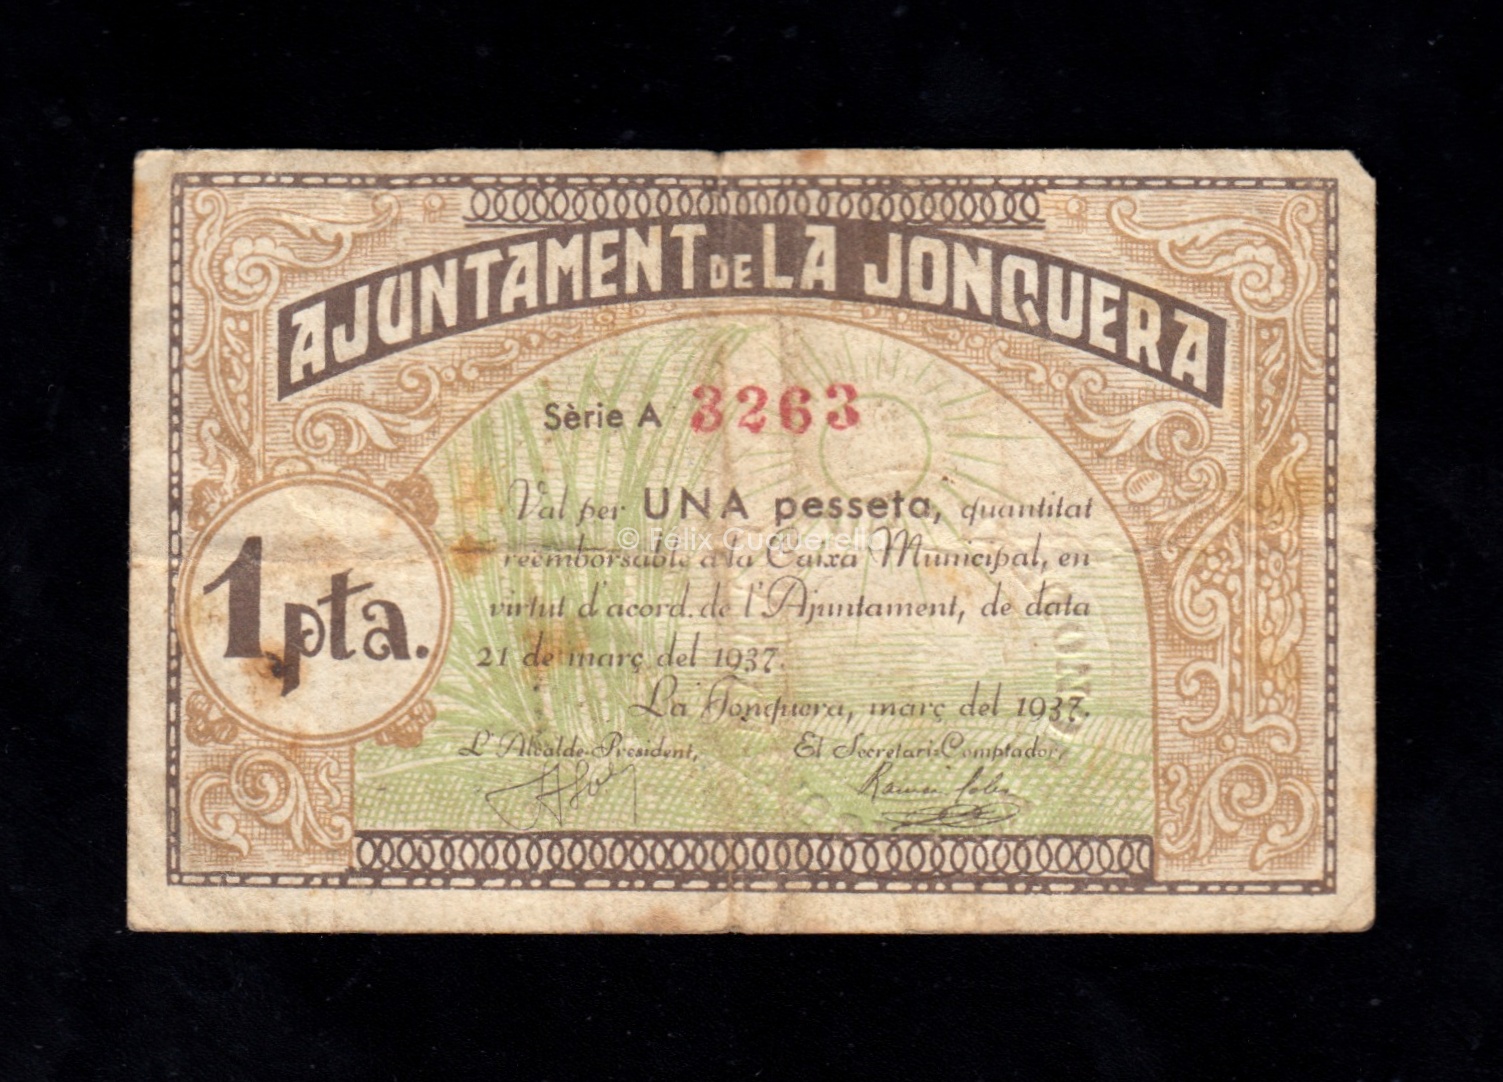 AJUNTAMENT DE LA JONQUERA
Sèrie A 3263
Val per UNA pesseta, quantitat
reemborsable a la Caixa Municipal, en
virtut d'acord de l'Ajuntament, de data
21 de març del 1937.
La Jonquera, març del 1937.
L'Alcalde-President,
El Secretari-Comptador,
1 pta.
© Fèlix